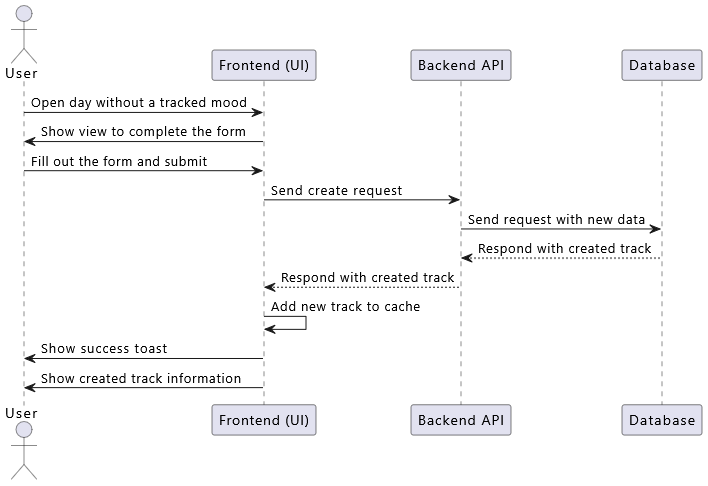 User
Frontend (UI)
Backend API
Database
Open day without a tracked mood
Show view to complete the form
Fill out the form and submit
Send create request
Send request with new data
Respond with created track
Respond with created track
Add new track to cache
Show success toast
Show created track information
User
Frontend (UI)
Backend API
Database